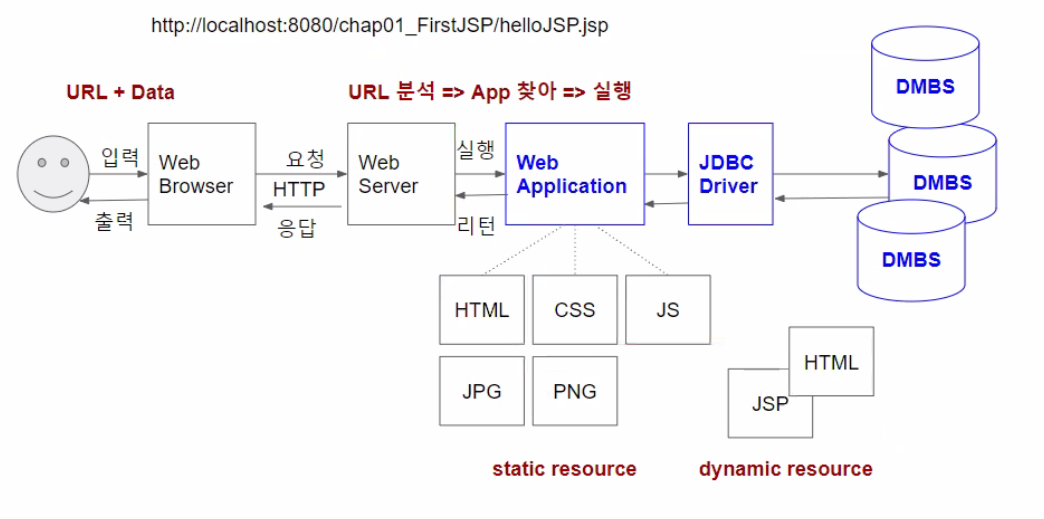 http://localhost:8080/chap01_FirstJSP/helloJSP.jsp
URL + Data
URL 분석 => App 찾아 => 실행
입력
출력
Web
Browser
요청
HTTP
응답
Web
Server
실행
리턴
Web
Application
JDBC
Driver
DMBS
DMBS
DMBS
HTML
CSS
JS
JPG
PNG
HTML
JSP
static resource
dynamic resource